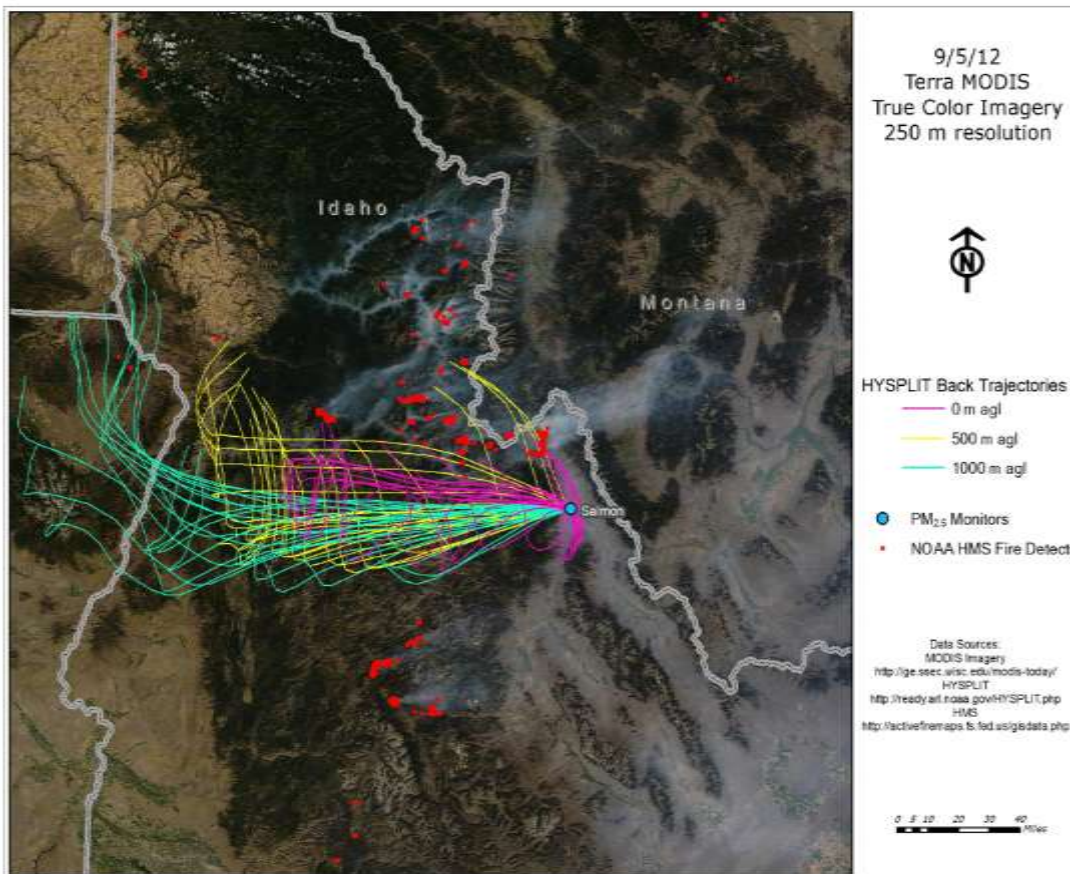 9/5/12
Terra MODIS
True Color Imagery
250 m resolution
Idaho
N
Montana
HYSPLIT Back Trajectories
0 m agl
500 m agl
1000 m agl
Salmon
PM2.5 Monitors
NOAA HMS Fire Detect
Data Sources:
MODIS Imagery
http://ge.ssec.wisc.edu/modis-today/
HYSPLIT
http://ready.arl.noaa.gov/HYSPLIT.php
HMS
http://activefiremaps.fs.fed.us/gisdata.php
0 5 10 20 30 40
Miles